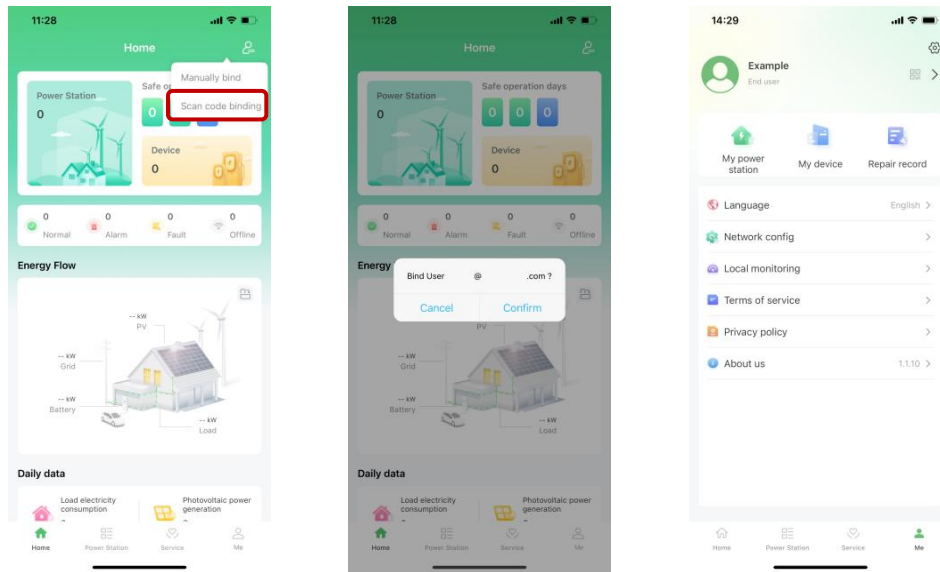 11:28
Home
Manually bind
Scan code binding
Power Station
0
Safe op
0
Device
0
0
Normal
0
Alarm
0
Fault
0
Offline
Energy Flow
-- kW
PV
-- kW
Grid
-- kW
Battery
-- kW
Load
Daily data
Load electricity
consumption
Photovoltaic power
generation
Home
Power Station
Service
Me
11:28
Home
Power Station
0
Safe operation days
0 0 0
Device
0
0
Normal
0
Alarm
0
Fault
0
Offline
Energy
Bind User @ .com ?
Cancel
Confirm
PV
-- kW
Grid
-- kW
Battery
-- kW
Load
Daily data
Load electricity
consumption
Photovoltaic power
generation
Home
Power Station
Service
Me
14:29
Example
End user
My power
station
My device
Repair record
Language
English >
Network config
>
Local monitoring
>
Terms of service
>
Privacy policy
>
About us
1.1.10 >
Home
Power Station
Service
Me